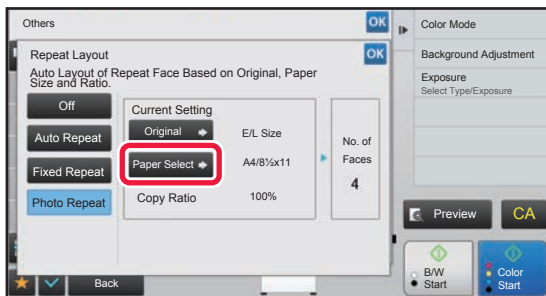 Others
OK
Color Mode
Repeat Layout
OK
Background Adjustment
Auto Layout of Repeat Face Based on Original, Paper
Size and Ratio.
Exposure
Select Type/Exposure
Off
Current Setting
Auto Repeat
Original
E/L Size
No. of
Faces
4
Fixed Repeat
Paper Select
A4/8½x11
Photo Repeat
Copy Ratio
100%
Preview
CA
Back
B/W
Start
Color
Start